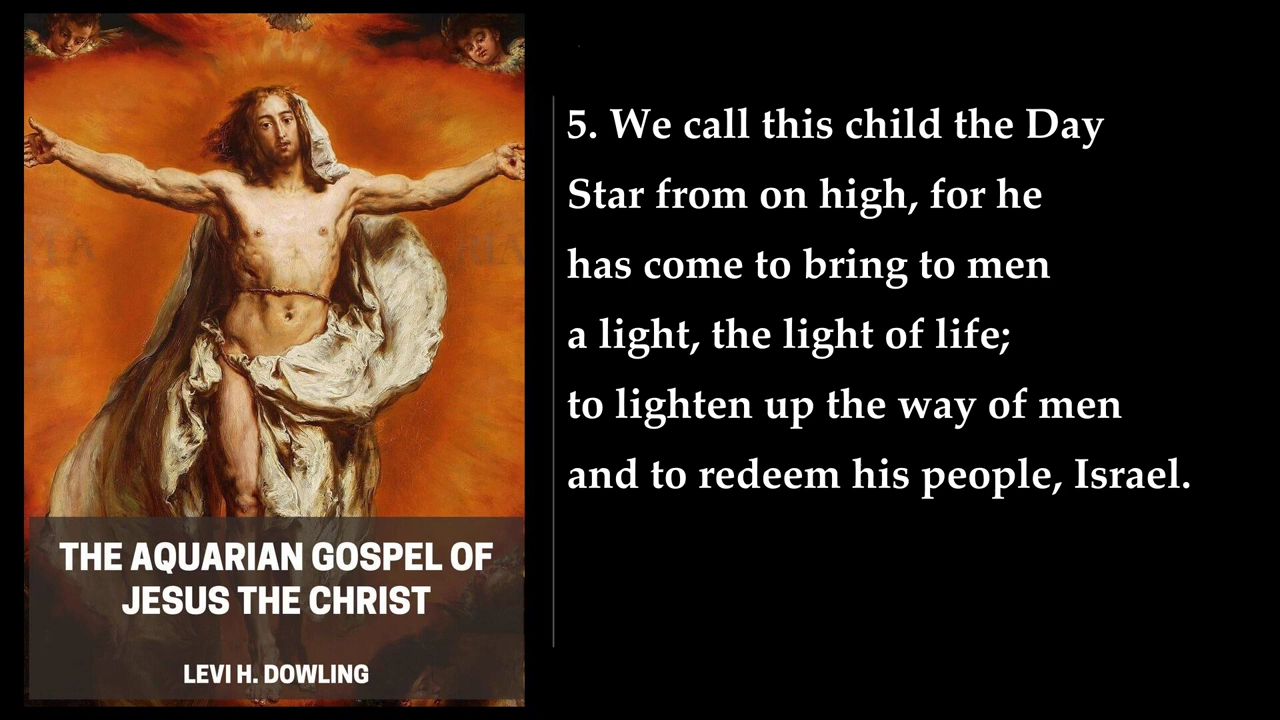 THE AQUARIAN GOSPEL OF
JESUS THE CHRIST
LEVI H. DOWLING
5. We call this child the Day
Star from on high, for he
has come to bring to men
a light, the light of life;
to lighten up the way of men
and to redeem his people, Israel.